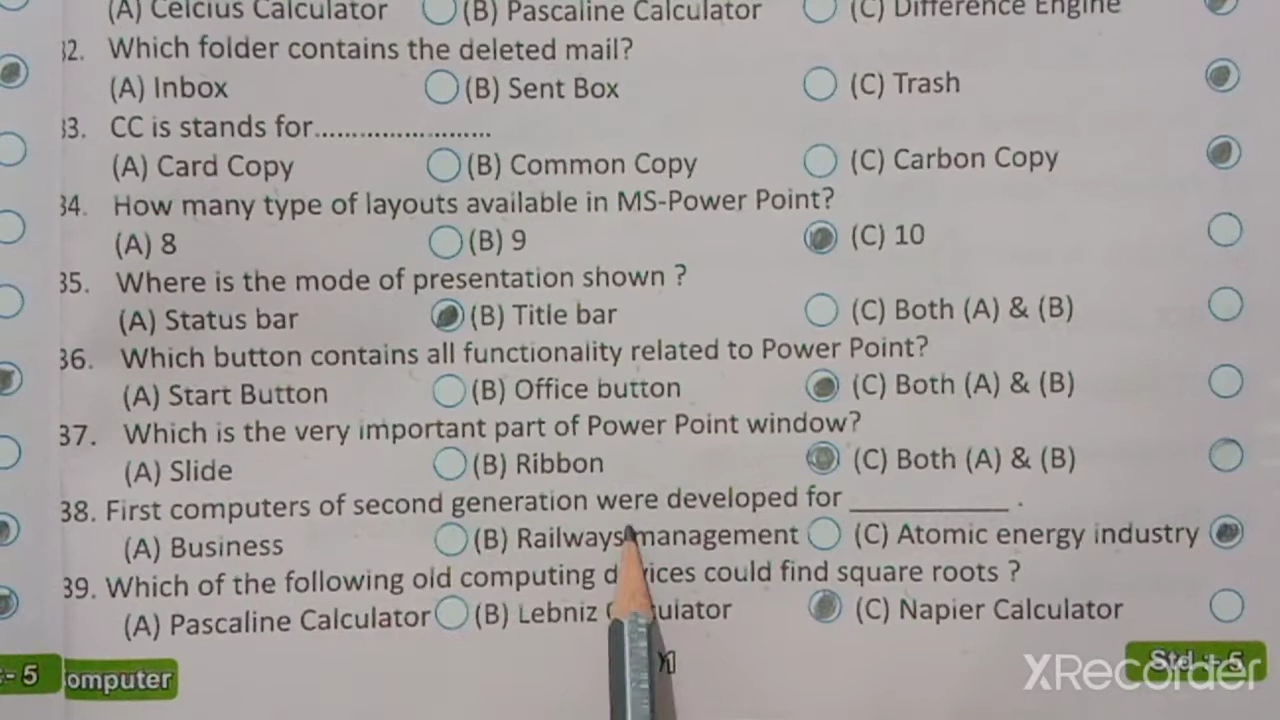 (A) Celcius Calculator (B) Pascaline Calculator (C) Difference Engine
32. Which folder contains the deleted mail?
(A) Inbox (B) Sent Box (C) Trash
33. CC is stands for........................
(A) Card Copy (B) Common Copy (C) Carbon Copy
34. How many type of layouts available in MS-Power Point?
(A) 8 (B) 9 (C) 10
35. Where is the mode of presentation shown ?
(A) Status bar (B) Title bar (C) Both (A) & (B)
36. Which button contains all functionality related to Power Point?
(A) Start Button (B) Office button (C) Both (A) & (B)
37. Which is the very important part of Power Point window?
(A) Slide (B) Ribbon (C) Both (A) & (B)
38. First computers of second generation were developed for __________ .
(A) Business (B) Railways management (C) Atomic energy industry
39. Which of the following old computing devices could find square roots ?
(A) Pascaline Calculator (B) Lebniz Calculator (C) Napier Calculator
:- 5 omputer Std :- 5
XRecorder